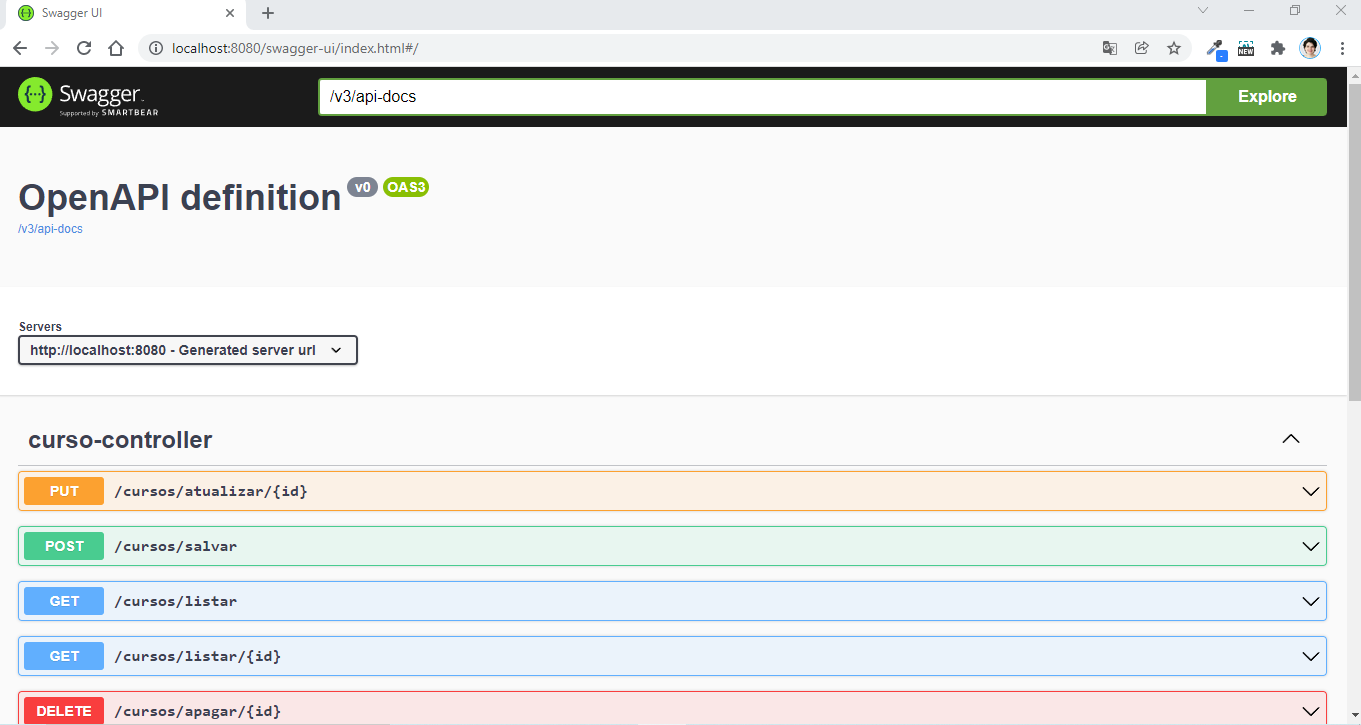 Swagger UI
localhost:8080/swagger-ui/index.html#/
NEW
Swagger
Supported by SMARTBEAR
/v3/api-docs
Explore
OpenAPI definition v0 OAS3
/v3/api-docs
Servers
http://localhost:8080 - Generated server url
curso-controller
PUT /cursos/atualizar/{id}
POST /cursos/salvar
GET /cursos/listar
GET /cursos/listar/{id}
DELETE /cursos/apagar/{id}